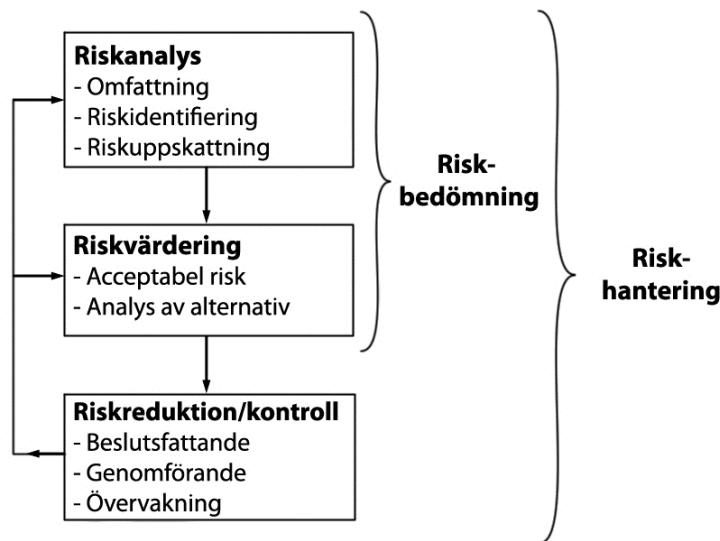 Riskanalys
- Omfattning
- Riskidentifiering
- Riskuppskattning
Riskvärdering
- Acceptabel risk
- Analys av alternativ
Riskreduktion/kontroll
- Beslutsfattande
- Genomförande
- Övervakning
Risk-
bedömning
Risk-
hantering